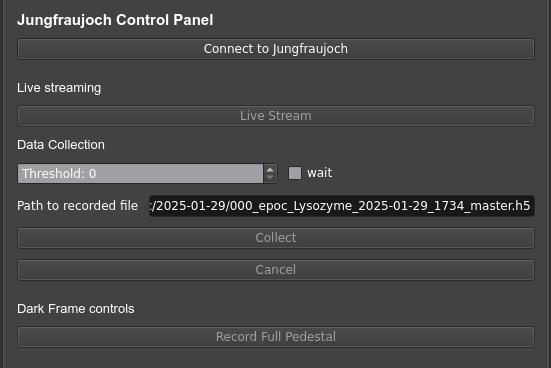 Jungfraujoch Control Panel
Connect to Jungfraujoch
Live streaming
Live Stream
Data Collection
Threshold: 0 wait
Path to recorded file :/2025-01-29/000_epoc_Lysozyme_2025-01-29_1734_master.h5
Collect
Cancel
Dark Frame controls
Record Full Pedestal